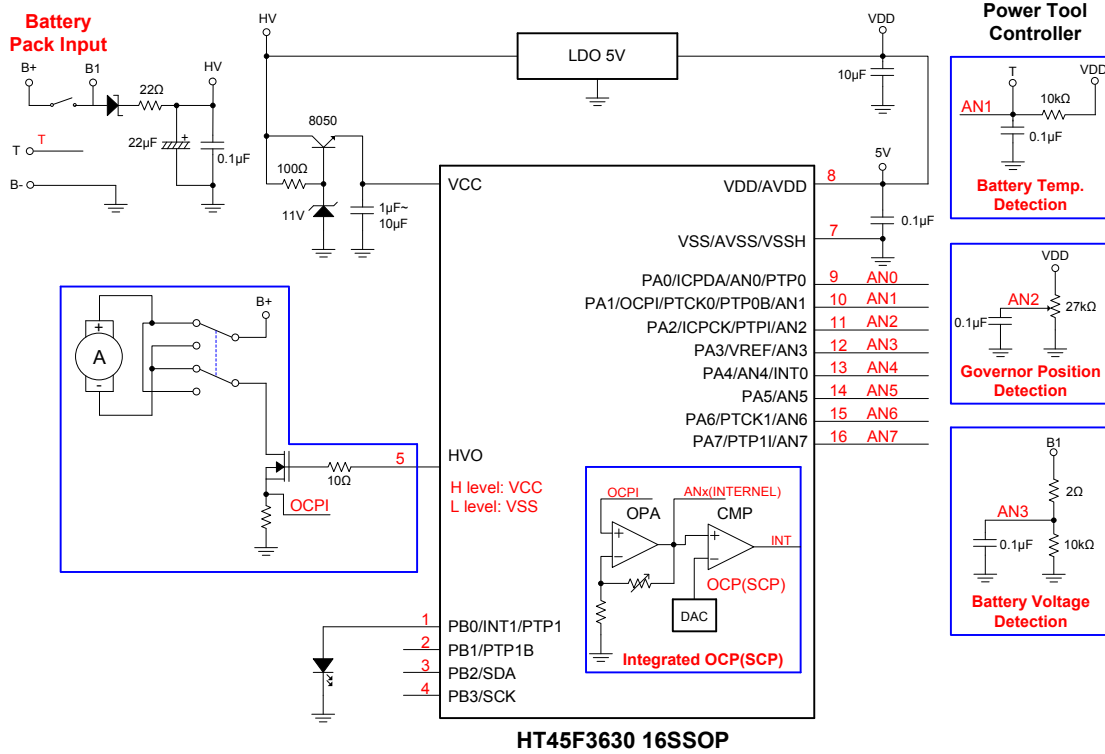 Battery
Pack Input
B+
B1
HV
22Ω
22µF
+
0.1µF
T
T
B-
HV
LDO 5V
VDD
10µF
8050
100Ω
11V
1µF~
10µF
5V
0.1µF
VCC
VDD/AVDD
8
VSS/AVSS/VSSH
7
PA0/ICPDA/AN0/PTP0
9
AN0
PA1/OCPI/PTCK0/PTP0B/AN1
10
AN1
PA2/ICPCK/PTPI/AN2
11
AN2
PA3/VREF/AN3
12
AN3
PA4/AN4/INT0
13
AN4
PA5/AN5
14
AN5
PA6/PTCK1/AN6
15
AN6
PA7/PTP1I/AN7
16
AN7
B+
+
A
-
10Ω
OCPI
5
HVO
H level: VCC
L level: VSS
OCPI
ANx(INTERNEL)
OPA
CMP
+
-
+
-
INT
OCP(SCP)
DAC
Integrated OCP(SCP)
1
PB0/INT1/PTP1
2
PB1/PTP1B
3
PB2/SDA
4
PB3/SCK
HT45F3630 16SSOP
Power Tool
Controller
T
VDD
AN1
10kΩ
0.1µF
Battery Temp.
Detection
VDD
AN2
27kΩ
0.1µF
Governor Position
Detection
B1
2Ω
AN3
0.1µF
10kΩ
Battery Voltage
Detection